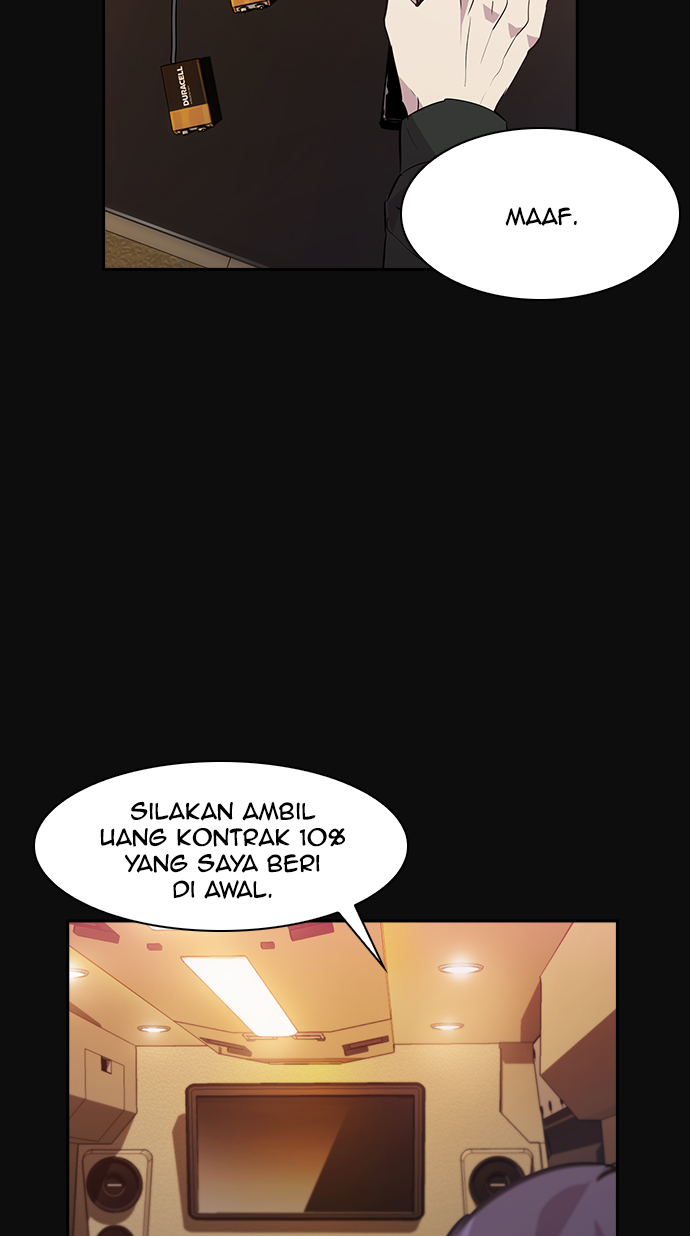 DURACELL
MAAF.
SILAKAN AMBIL
UANG KONTRAK 10%
YANG SAYA BERI
DI AWAL.